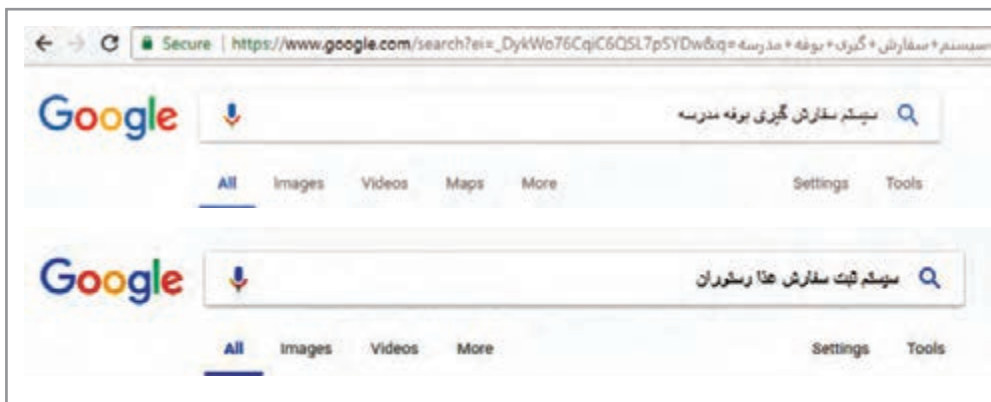 Secure | https://www.google.com/search?ei=_DykWo76CqiC6QSL7p5YDw&q=سیستم+سفارش+گیری+بوفه+مدرسه
Google سیستم سفارش گیری بوفه مدرسه
All Images Videos Maps More Settings Tools
Google سیستم ثبت سفارش غذا رستوران
All Images Videos More Settings Tools